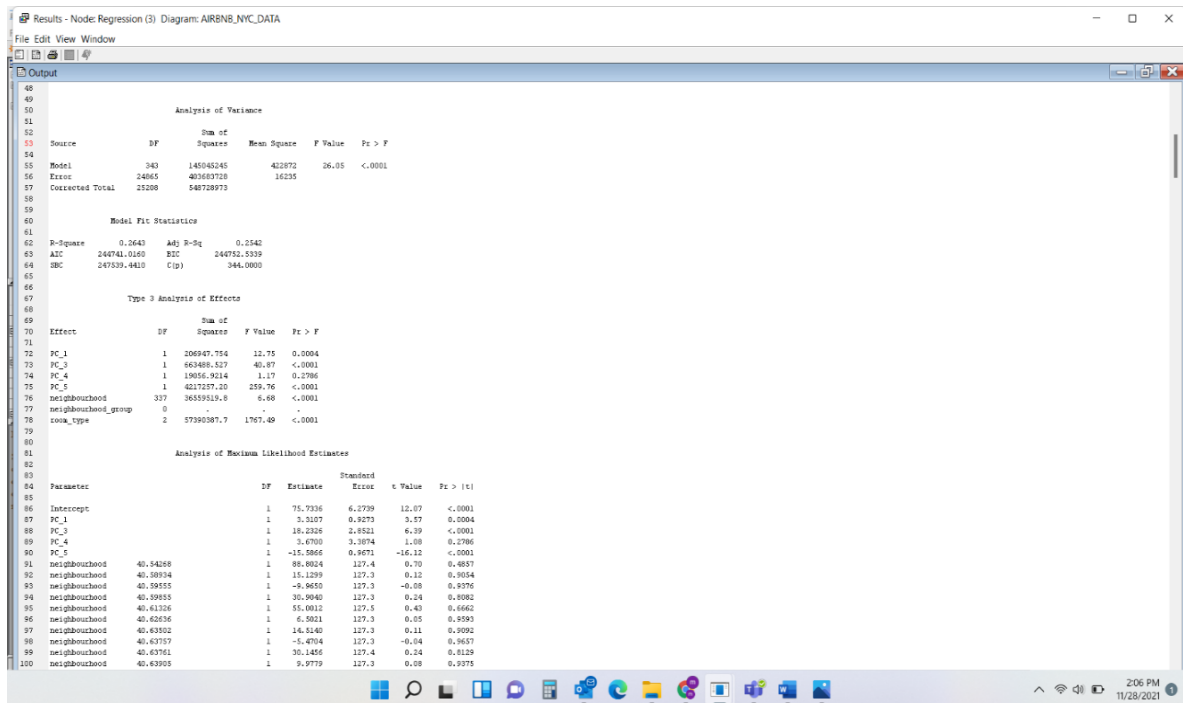 Results - Node: Regression (3) Diagram: AIRBNB_NYC_DATA
File Edit View Window
Output
48
49
50 Analysis of Variance
51
52 Sum of
53 Source DF Squares Mean Square F Value Pr > F
54
55 Model 343 145045245 422872 26.05 <.0001
56 Error 24865 403683728 16235
57 Corrected Total 25208 548728973
58
59
60 Model Fit Statistics
61
62 R-Square 0.2643 Adj R-Sq 0.2542
63 AIC 244741.0160 BIC 244752.5339
64 SBC 247539.4410 C(p) 344.0000
65
66
67 Type 3 Analysis of Effects
68
69 Sum of
70 Effect DF Squares F Value Pr > F
71
72 PC_1 1 206947.754 12.75 0.0004
73 PC_3 1 663488.527 40.87 <.0001
74 PC_4 1 19056.9214 1.17 0.2786
75 PC_5 1 4217257.20 259.76 <.0001
76 neighbourhood 337 36559519.8 6.68 <.0001
77 neighbourhood_group 0 . . .
78 room_type 2 57390387.7 1767.49 <.0001
79
80
81 Analysis of Maximum Likelihood Estimates
82
83 Standard
84 Parameter DF Estimate Error t Value Pr > |t|
85
86 Intercept 1 75.7336 6.2739 12.07 <.0001
87 PC_1 1 3.3107 0.9273 3.57 0.0004
88 PC_3 1 18.2326 2.8521 6.39 <.0001
89 PC_4 1 3.6700 3.3874 1.08 0.2786
90 PC_5 1 -15.5866 0.9671 -16.12 <.0001
91 neighbourhood 40.54268 1 88.8024 127.4 0.70 0.4857
92 neighbourhood 40.58934 1 15.1299 127.3 0.12 0.9054
93 neighbourhood 40.59555 1 -9.9650 127.3 -0.08 0.9376
94 neighbourhood 40.59855 1 30.9040 127.3 0.24 0.8082
95 neighbourhood 40.61326 1 55.0012 127.5 0.43 0.6662
96 neighbourhood 40.62636 1 6.5021 127.3 0.05 0.9593
97 neighbourhood 40.63502 1 14.5140 127.3 0.11 0.9092
98 neighbourhood 40.63757 1 -5.4704 127.3 -0.04 0.9657
99 neighbourhood 40.63761 1 30.1456 127.4 0.24 0.8129
100 neighbourhood 40.63905 1 9.9779 127.3 0.08 0.9375
2:06 PM
11/28/2021
1